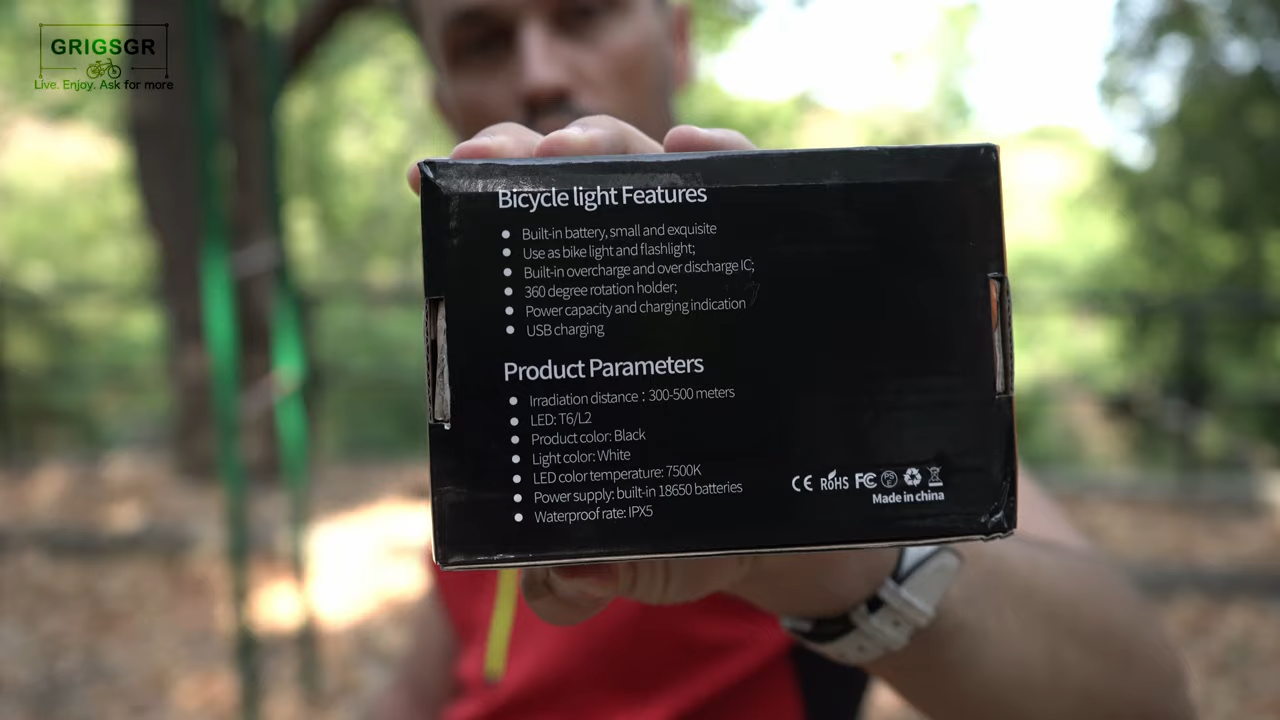 GRIGSGR
Live. Enjoy. Ask for more
Bicycle light Features
Built-in battery, small and exquisite
Use as bike light and flashlight;
Built-in overcharge and over discharge IC;
360 degree rotation holder;
Power capacity and charging indication
USB charging
Product Parameters
Irradiation distance : 300-500 meters
LED: T6/L2
Product color: Black
Light color: White
LED color temperature: 7500K
Power supply: built-in 18650 batteries
Waterproof rate: IPX5
CE RoHS FC
Made in china